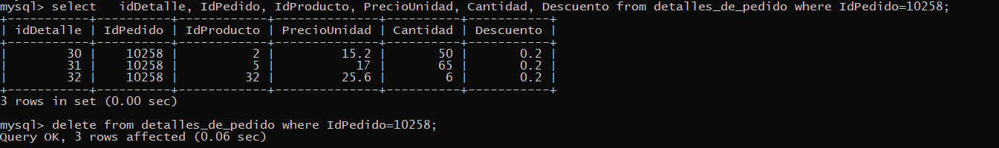 mysql> select   idDetalle, IdPedido, IdProducto, PrecioUnidad, Cantidad, Descuento from detalles_de_pedido where IdPedido=10258;
+-----------+----------+------------+--------------+----------+-----------+
| idDetalle | IdPedido | IdProducto | PrecioUnidad | Cantidad | Descuento |
+-----------+----------+------------+--------------+----------+-----------+
|        30 |    10258 |          2 |         15.2 |       50 |       0.2 |
|        31 |    10258 |          5 |           17 |       65 |       0.2 |
|        32 |    10258 |         32 |         25.6 |        6 |       0.2 |
+-----------+----------+------------+--------------+----------+-----------+
3 rows in set (0.00 sec)
mysql> delete from detalles_de_pedido where IdPedido=10258;
Query OK, 3 rows affected (0.06 sec)